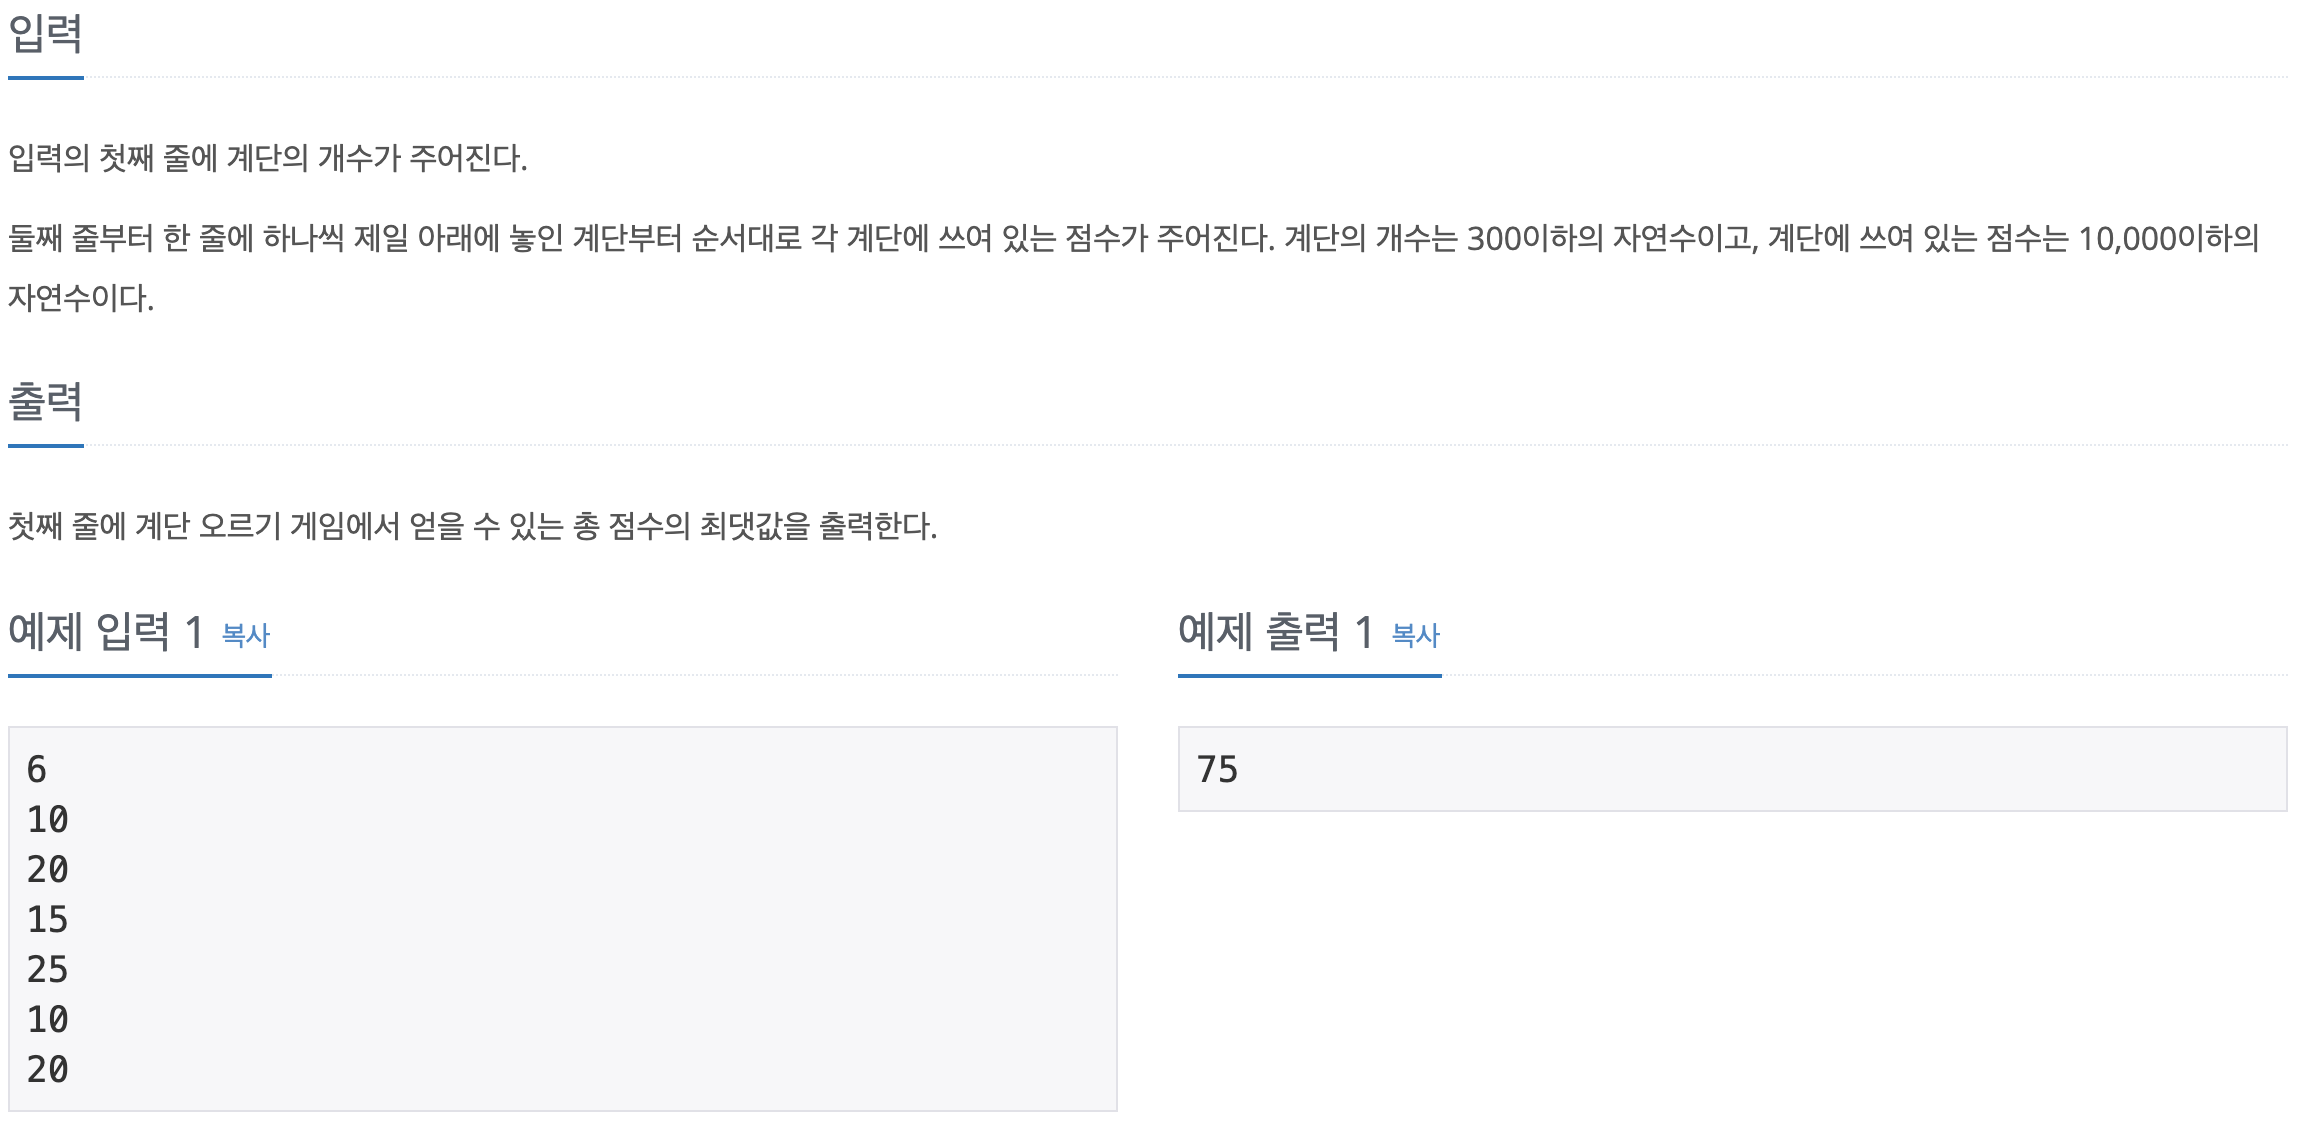 입력
입력의 첫째 줄에 계단의 개수가 주어진다.
둘째 줄부터 한 줄에 하나씩 제일 아래에 놓인 계단부터 순서대로 각 계단에 쓰여 있는 점수가 주어진다. 계단의 개수는 300이하의 자연수이고, 계단에 쓰여 있는 점수는 10,000이하의
자연수이다.
출력
첫째 줄에 계단 오르기 게임에서 얻을 수 있는 총 점수의 최댓값을 출력한다.
예제 입력 1 복사
6
10
20
15
25
10
20
예제 출력 1 복사
75